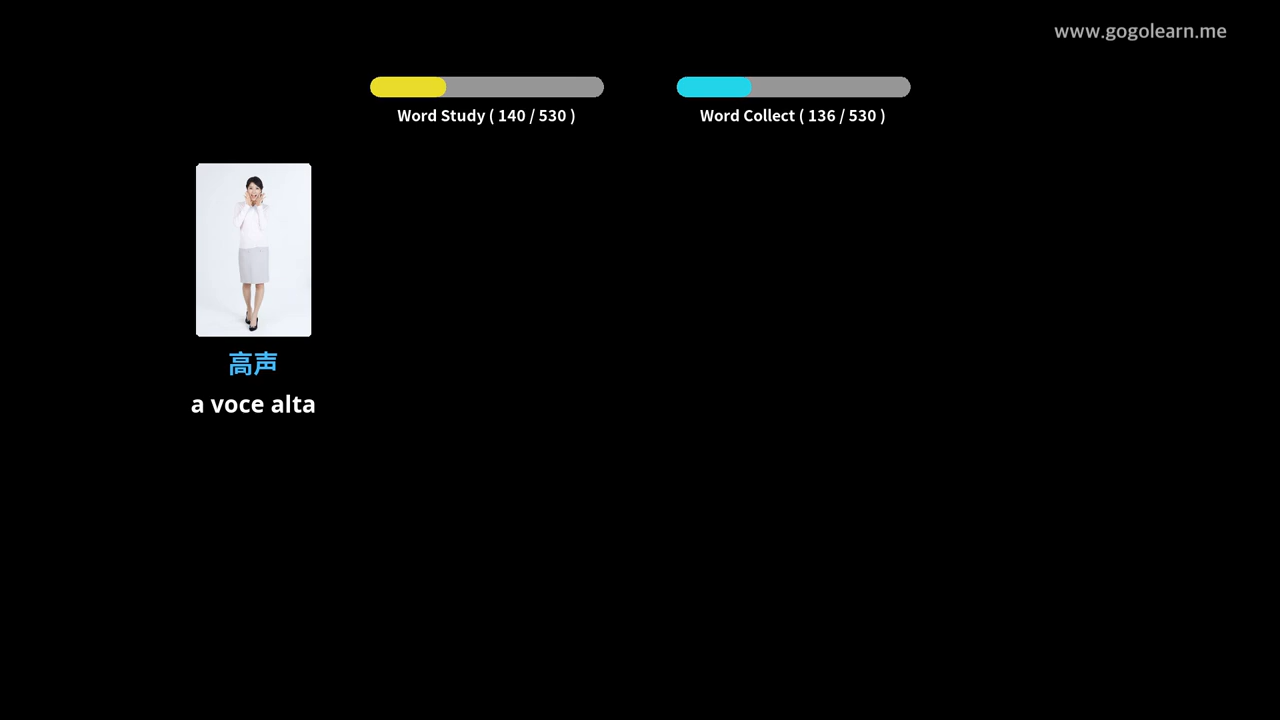 www.gogolearn.me
Word Study ( 140 / 530 )
Word Collect ( 136 / 530 )
高声
a voce alta